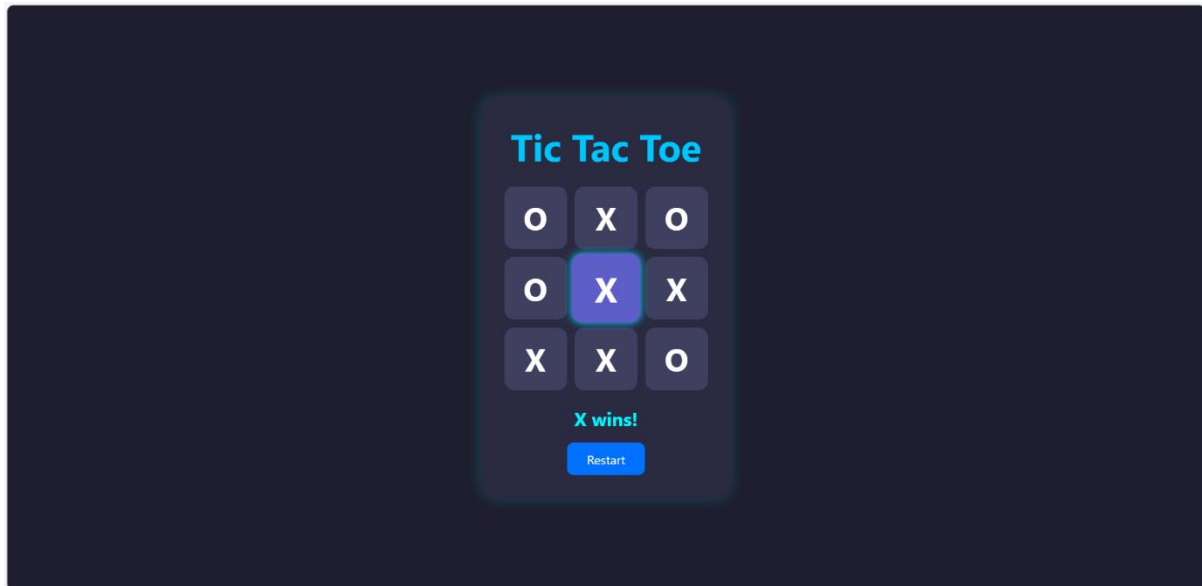 Tic Tac Toe
O X O
O X X
X X O
X wins!
Restart